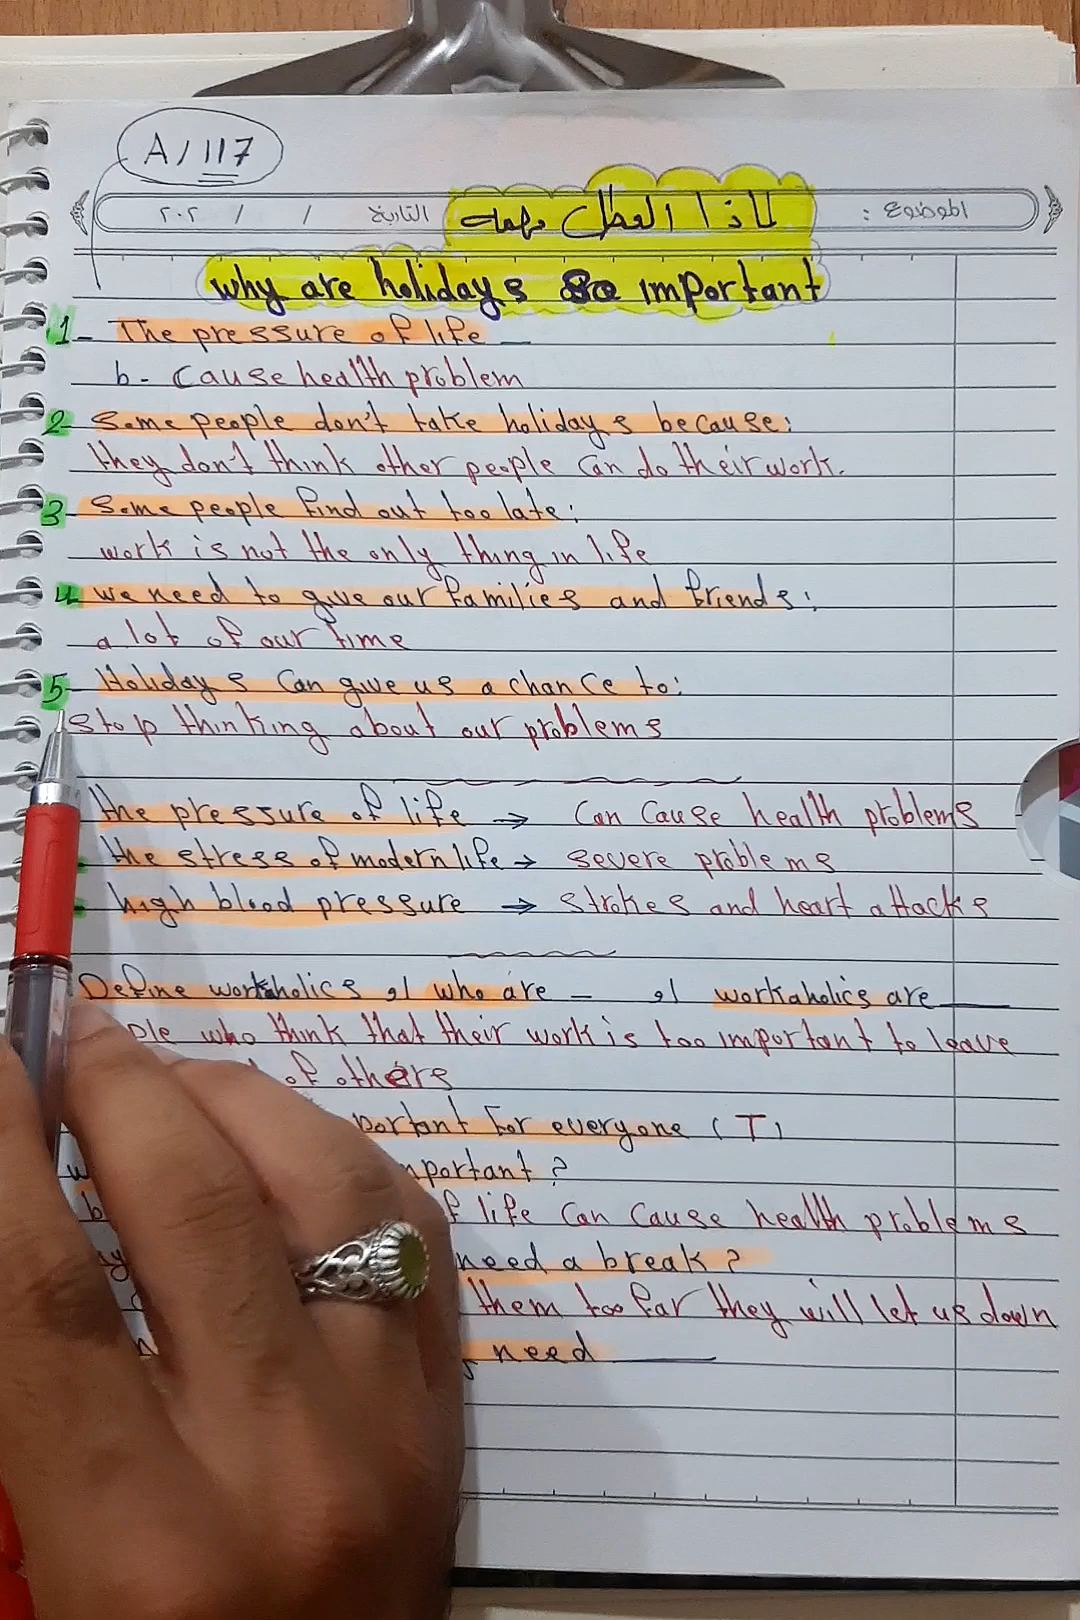 A / 117
الموضوع : لماذا العطل مهمه التاريخ / / ٢٠٢
why are holidays so important
1- The pressure of life _
b- cause health problem
2- Some people don't take holidays because:
they don't think other people can do their work.
3- Some people find out too late:
work is not the only thing in life
4- we need to give our families and friends:
a lot of our time
5- Holidays can give us a chance to:
stop thinking about our problems
the pressure of life → can cause health problems
the stress of modern life → severe problems
high blood pressure → strokes and heart attacks
Define workaholics او who are _ او workaholics are ___
who think that their work is too important to leave
of others
for everyone (T)
?
life can cause health problems
need a break ?
them too far they will let us down
need ___